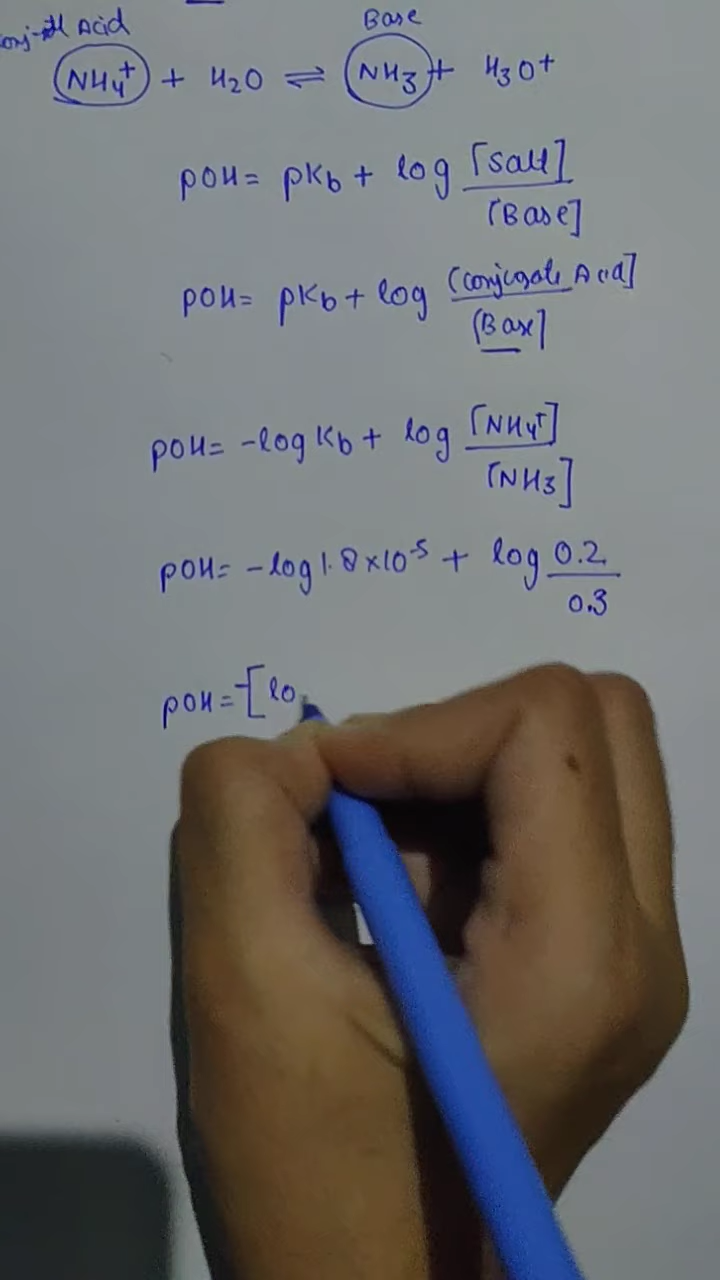 Acid Base
NH4+ + H2O ⇌ NH3 + H3O+
pOH = pKb + log [Salt]/[Base]
pOH = pKb + log [Conjugate Acid]/[Base]
pOH = -log Kb + log [NH4+]/[NH3]
pOH = -log 1.8×10-5 + log 0.2/0.3
pOH = -[lo